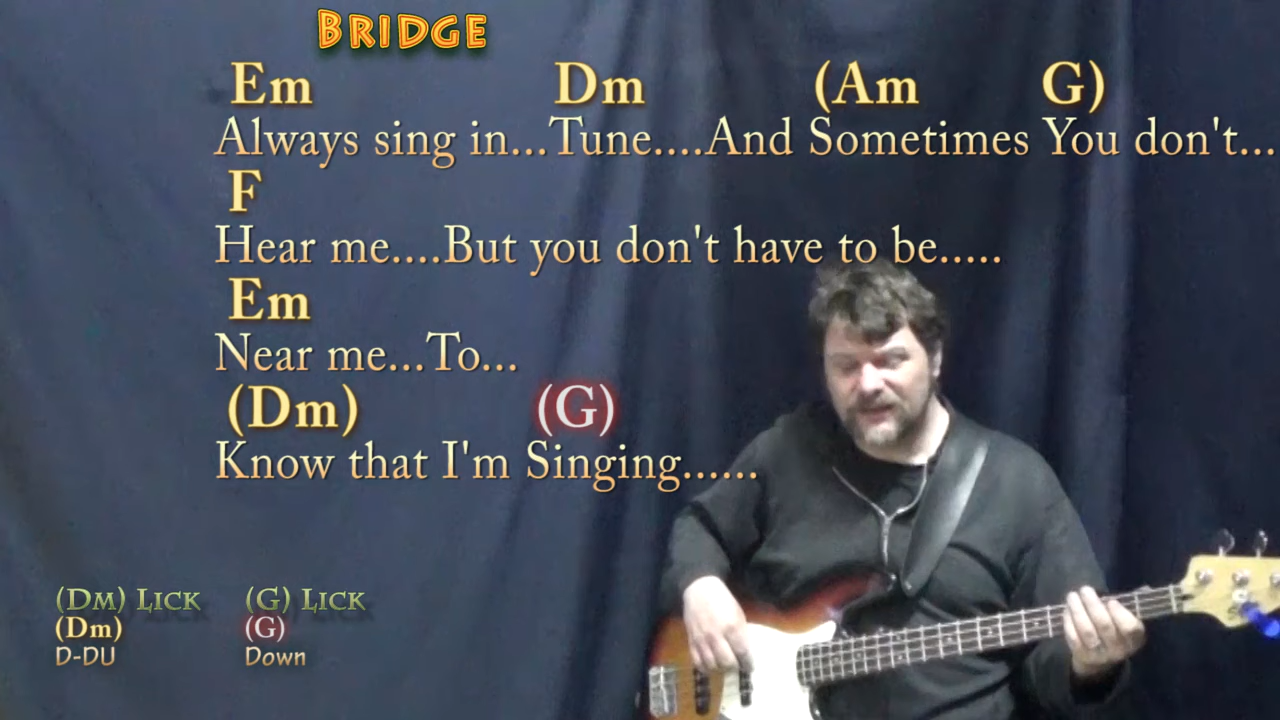 BRIDGE
Em Dm (Am G)
Always sing in...Tune....And Sometimes You don't...
F
Hear me....But you don't have to be.....
Em
Near me...To...
(Dm) (G)
Know that I'm Singing......
(DM) LICK (G) LICK
(Dm) (G)
D-DU Down